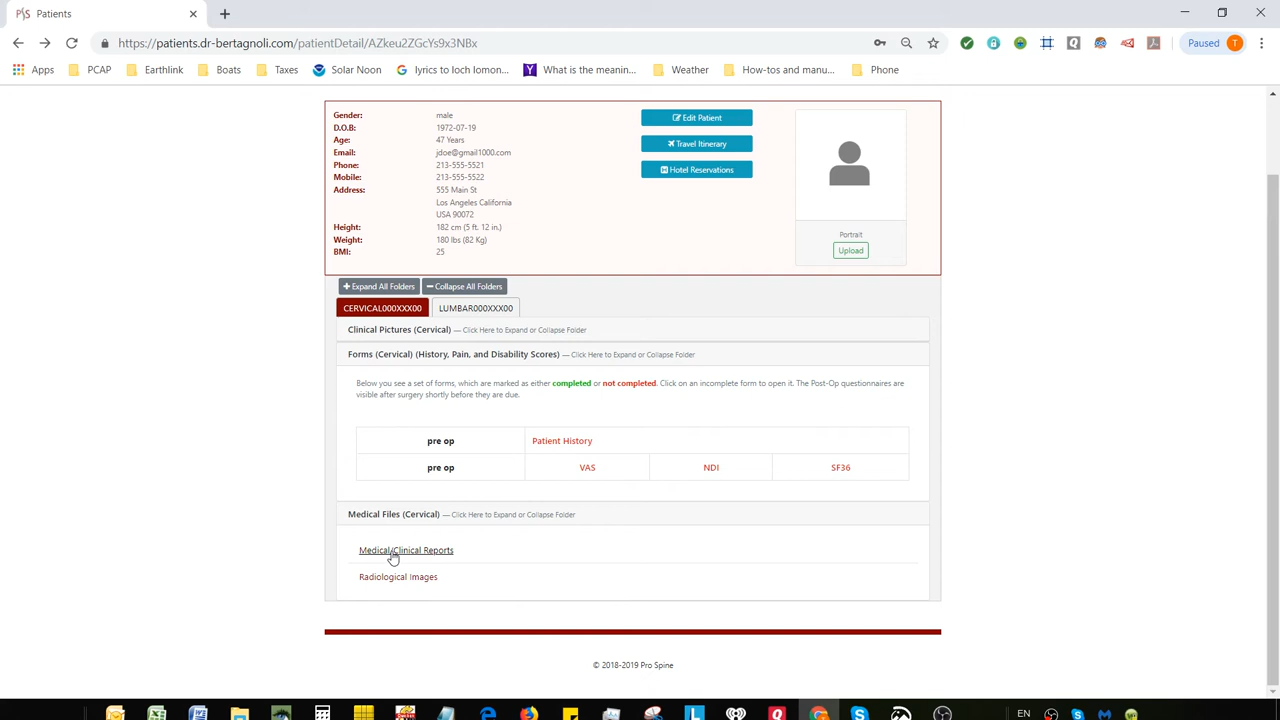 Patients
https://patients.dr-bertagnoli.com/patientDetail/AZkeu2ZGCYs9x3NBx
Paused
T
Apps
PCAP
Earthlink
Boats
Taxes
Solar Noon
lyrics to loch lomon...
What is the meanin...
Weather
How-tos and manu...
Phone
Gender: male
D.O.B: 1972-07-19
Age: 47 Years
Email: jdoe@gmail1000.com
Phone: 213-555-5521
Mobile: 213-555-5522
Address: 555 Main St
Los Angeles California
USA 90072
Height: 182 cm (5 ft. 12 in.)
Weight: 180 lbs (82 Kg)
BMI: 25
Edit Patient
Travel Itinerary
Hotel Reservations
Portrait
Upload
Expand All Folders
Collapse All Folders
CERVICAL000XXX00
LUMBAR000XXX00
Clinical Pictures (Cervical) — Click Here to Expand or Collapse Folder
Forms (Cervical) (History, Pain, and Disability Scores) — Click Here to Expand or Collapse Folder
Below you see a set of forms, which are marked as either completed or not completed. Click on an incomplete form to open it. The Post-Op questionnaires are
visible after surgery shortly before they are due.
pre op Patient History
pre op VAS NDI SF36
Medical Files (Cervical) — Click Here to Expand or Collapse Folder
Medical/Clinical Reports
Radiological Images
© 2018-2019 Pro Spine
EN